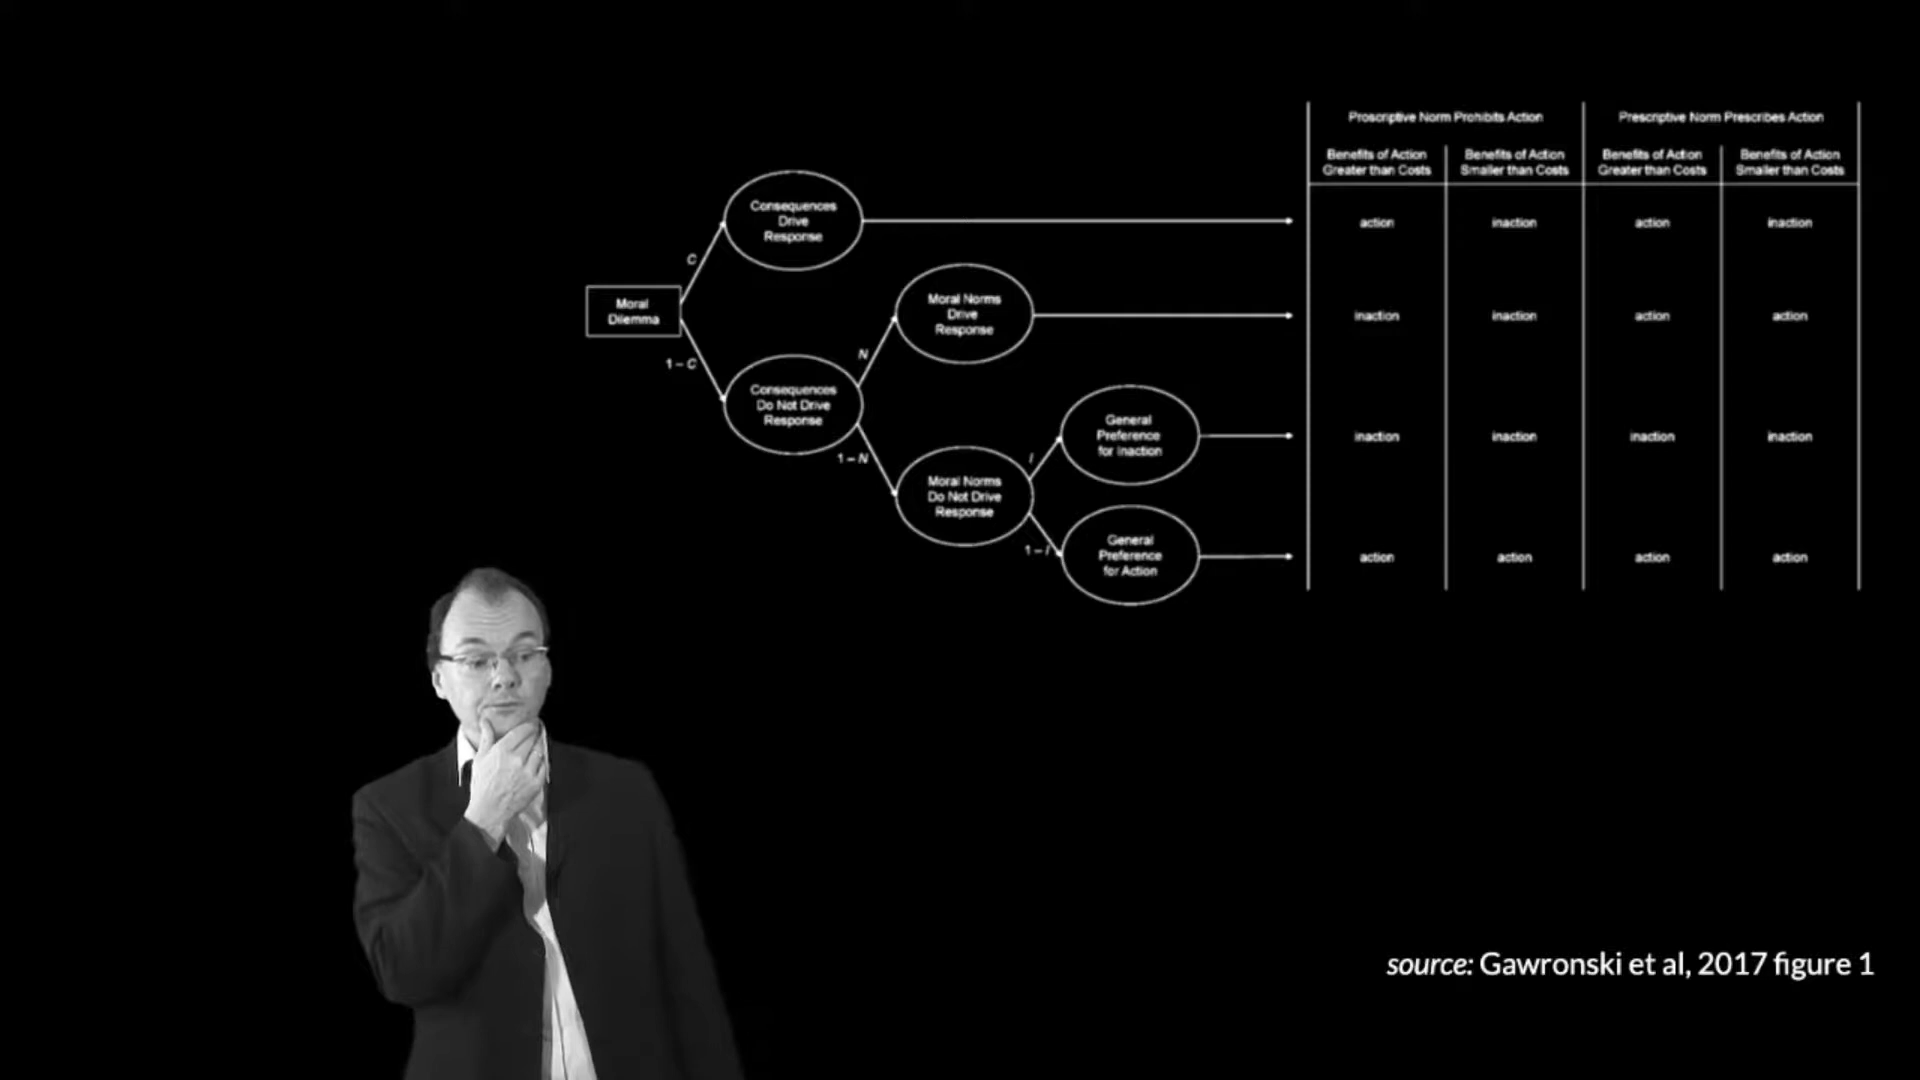 Proscriptive Norm Prohibits Action
Prescriptive Norm Prescribes Action
Benefits of Action
Greater than Costs
Benefits of Action
Smaller than Costs
Benefits of Action
Greater than Costs
Benefits of Action
Smaller than Costs
Consequences
Drive
Response
action
inaction
action
inaction
C
Moral
Dilemma
Moral Norms
Drive
Response
inaction
inaction
action
action
N
1 – C
Consequences
Do Not Drive
Response
General
Preference
for Inaction
inaction
inaction
inaction
inaction
1 – N
I
Moral Norms
Do Not Drive
Response
1 – I
General
Preference
for Action
action
action
action
action
source: Gawronski et al, 2017 figure 1